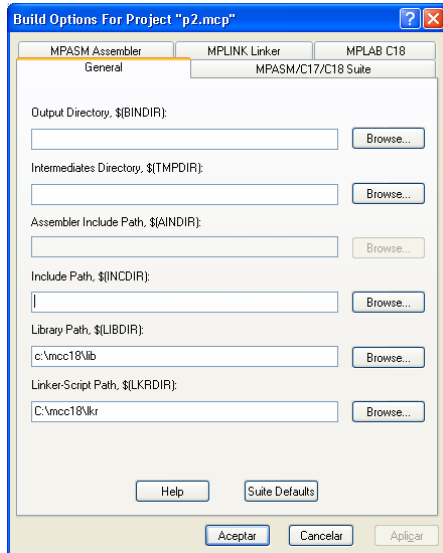 Build Options For Project "p2.mcp"
MPASM Assembler MPLINK Linker MPLAB C18
General MPASM/C17/C18 Suite
Output Directory, $(BINDIR):
Browse...
Intermediates Directory, $(TMPDIR):
Browse...
Assembler Include Path, $(AINDIR):
Browse...
Include Path, $(INCDIR):
Browse...
Library Path, $(LIBDIR):
c:\mcc18\lib Browse...
Linker-Script Path, $(LKRDIR):
C:\mcc18\lkr Browse...
Help Suite Defaults
Aceptar Cancelar Aplicar